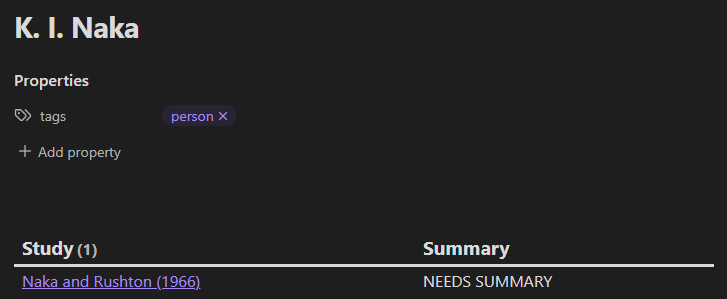 K. I. Naka
Properties
tags person ×
+ Add property
Study (1) Summary
Naka and Rushton (1966) NEEDS SUMMARY